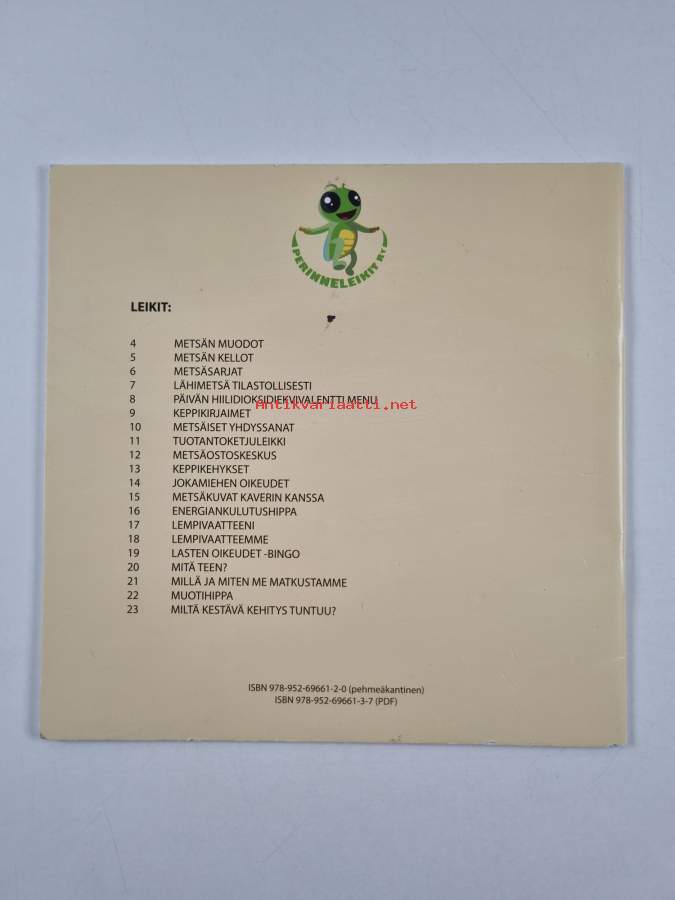 PERINNELEIKIT RY
LEIKIT:
4 METSÄN MUODOT
5 METSÄN KELLOT
6 METSÄSARJAT
7 LÄHIMETSÄ TILASTOLLISESTI
8 PÄIVÄN HIILIDIOKSIDIEKVIVALENTTI MENU
Antikvariaatti.net
9 KEPPIKIRJAIMET
10 METSÄISET YHDYSSANAT
11 TUOTANTOKETJULEIKKI
12 METSÄOSTOSKESKUS
13 KEPPIKEHYKSET
14 JOKAMIEHEN OIKEUDET
15 METSÄKUVAT KAVERIN KANSSA
16 ENERGIANKULUTUSHIPPA
17 LEMPIVAATTEENI
18 LEMPIVAATTEEMME
19 LASTEN OIKEUDET -BINGO
20 MITÄ TEEN?
21 MILLÄ JA MITEN ME MATKUSTAMME
22 MUOTIHIPPA
23 MILTÄ KESTÄVÄ KEHITYS TUNTUU?
ISBN 978-952-69661-2-0 (pehmeäkantinen)
ISBN 978-952-69661-3-7 (PDF)